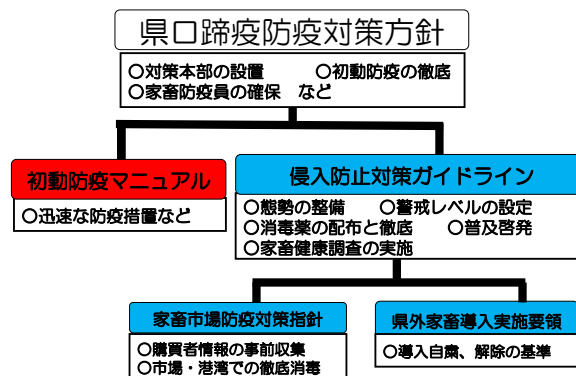 県口蹄疫防疫対策方針
○対策本部の設置　○初動防疫の徹底
○家畜防疫員の確保　など
初動防疫マニュアル
○迅速な防疫措置など
侵入防止対策ガイドライン
○態勢の整備　○警戒レベルの設定
○消毒薬の配布と徹底　○普及啓発
○家畜健康調査の実施
家畜市場防疫対策指針
○購買者情報の事前収集
○市場・港湾での徹底消毒
県外家畜導入実施要領
○導入自粛、解除の基準